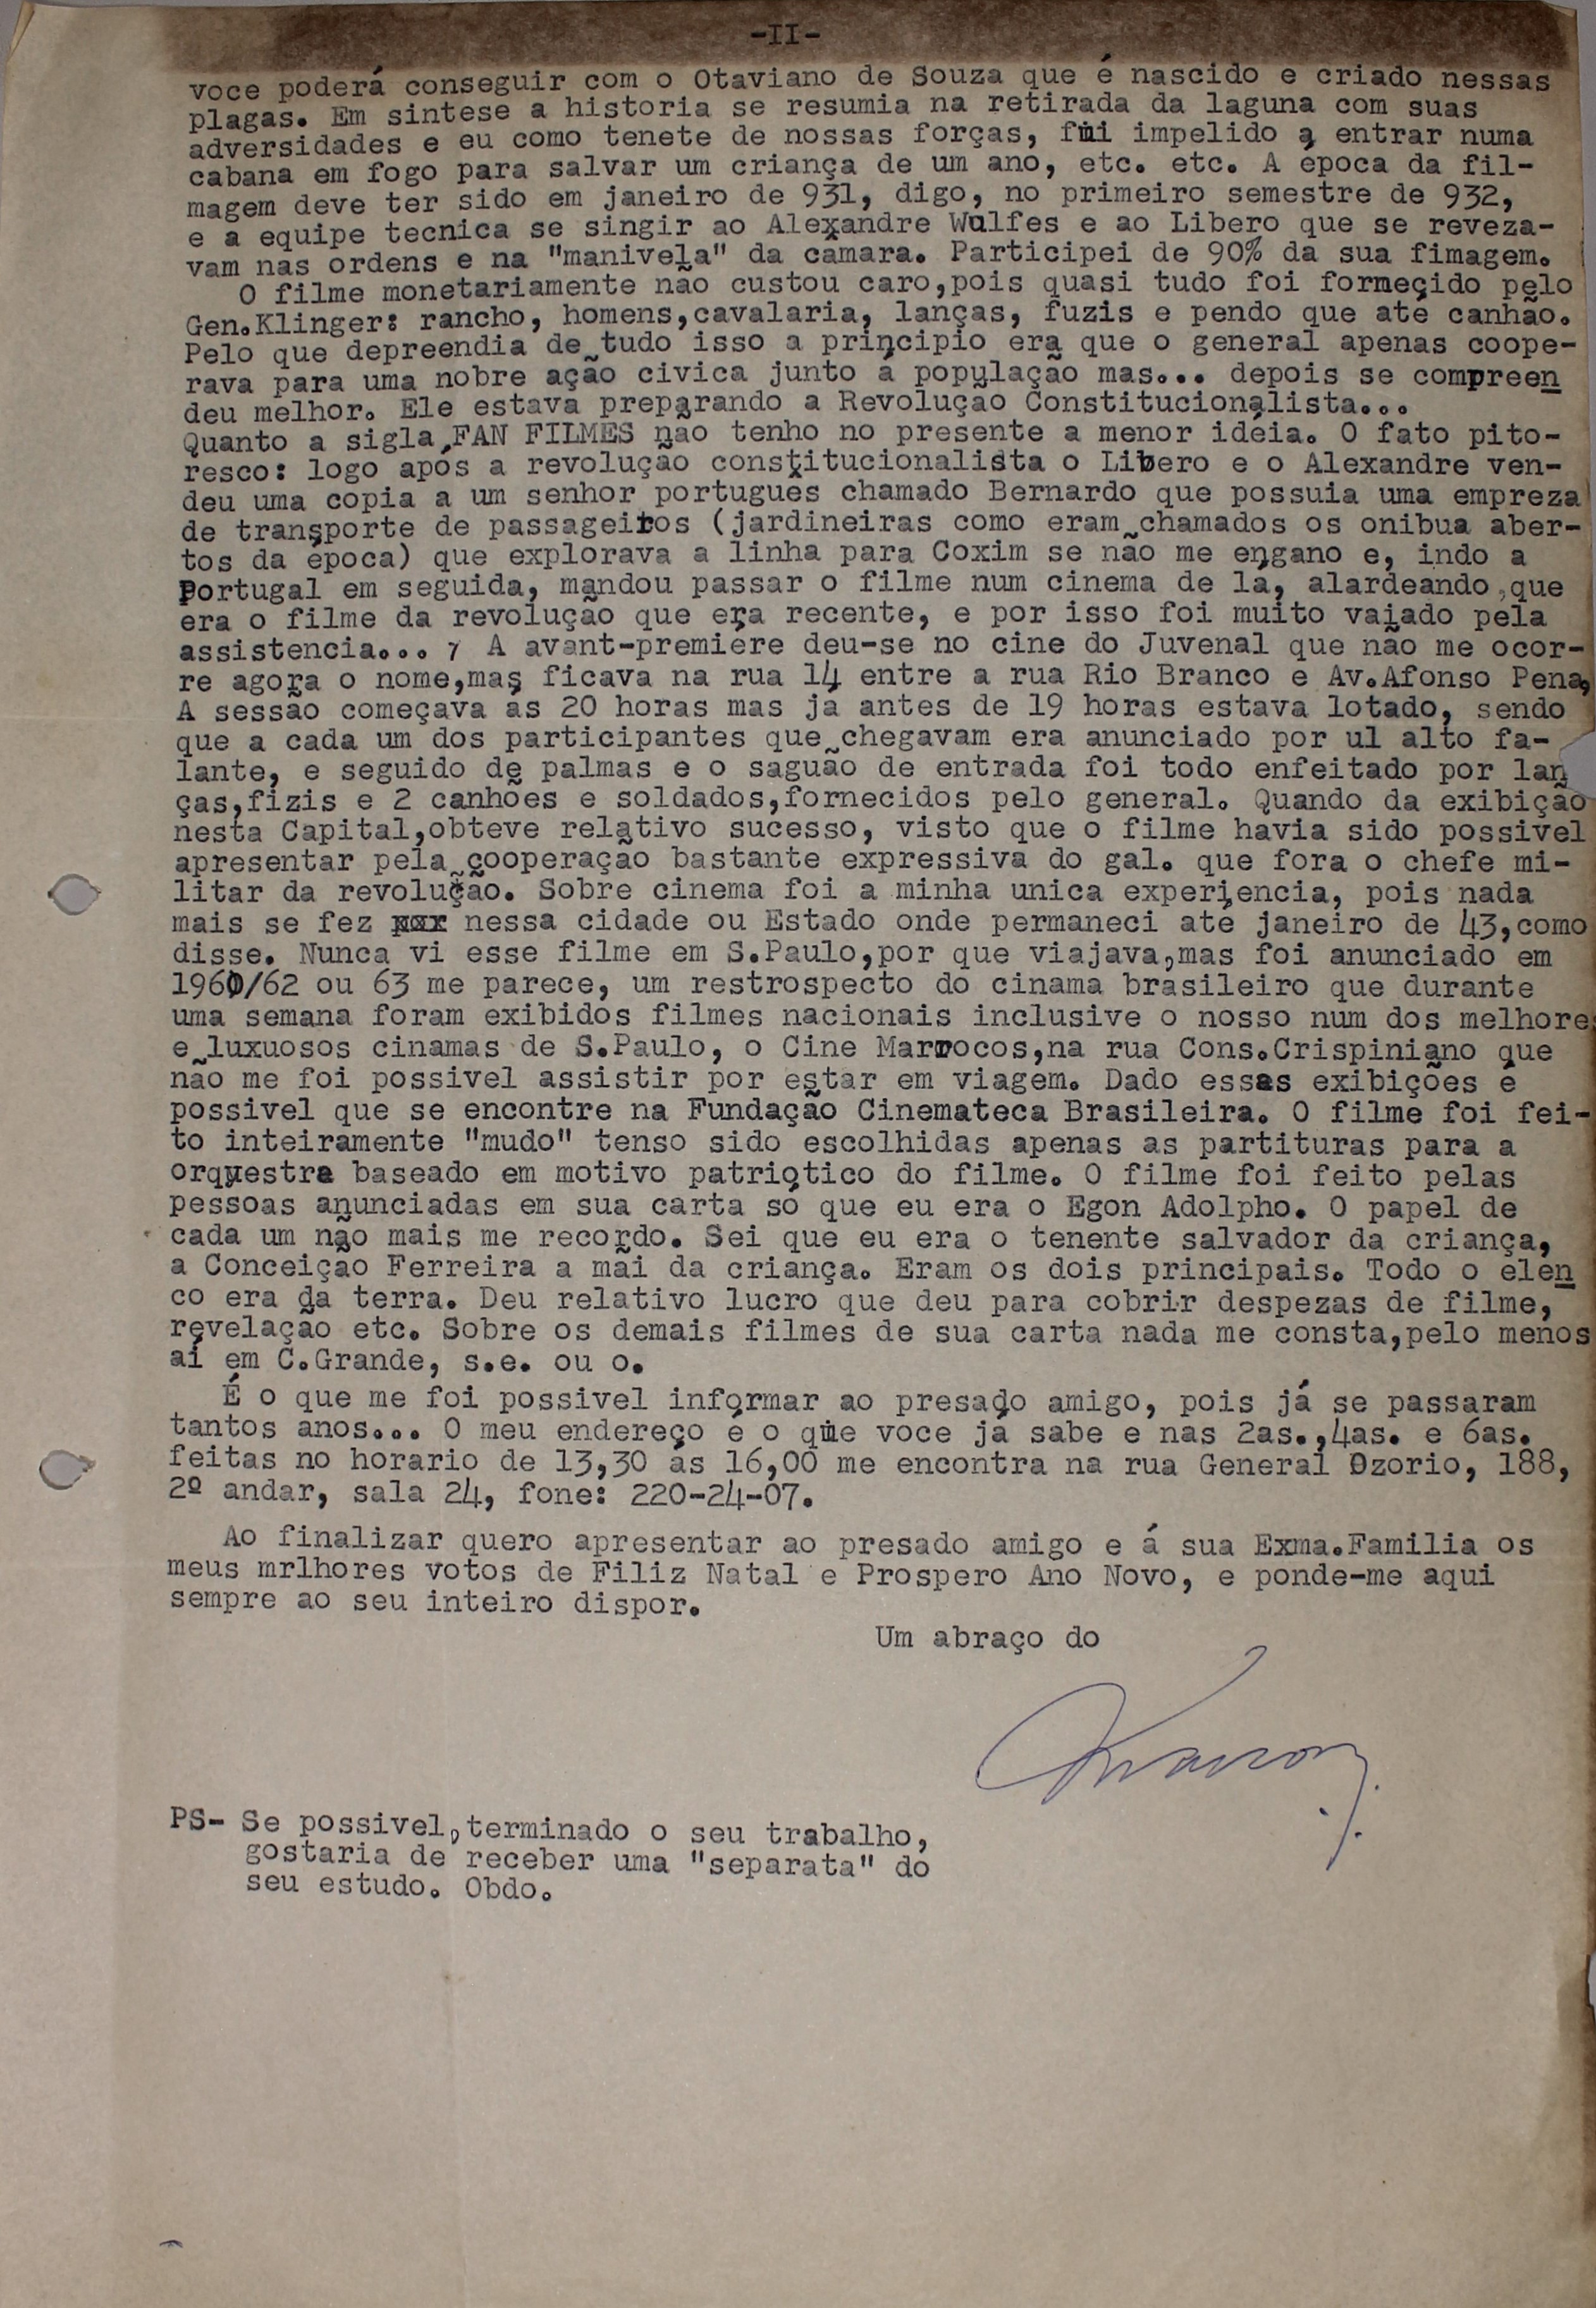 -II-
voce poderá conseguir com o Otaviano de Souza que é nascido e criado nessas
plagas. Em sintese a historia se resumia na retirada da laguna com suas
adversidades e eu como tenete de nossas forças, fui impelido a entrar numa
cabana em fogo para salvar um criança de um ano, etc. etc. A época da fil-
magem deve ter sido em janeiro de 931, digo, no primeiro semestre de 932,
e a equipe tecnica se singir ao Alexandre Wulfes e ao Libero que se reveza-
vam nas ordens e na "manivela" da câmara. Participei de 90% da sua fimagem.
O filme monetariamente não custou caro,pois quasi tudo foi fornecido pelo
Gen.Klinger: rancho, homens,cavalaria, lanças, fuzis e pendo que até canhão.
Pelo que depreendia de tudo isso a principio era que o general apenas coope-
rava para uma nobre ação civica junto á população mas... depois se compreen
deu melhor. Ele estava preparando a Revolução Constitucionalista...
Quanto a sigla FAN FILMES não tenho no presente a menor idéia. O fato pito-
resco: logo após a revolução constitucionalista o Libero e o Alexandre ven-
deu uma copia a um senhor português chamado Bernardo que possuia uma empreza
de transporte de passageiros (jardineiras como eram chamados os onibua aber-
tos da época) que explorava a linha para Coxim se não me engano e, indo a
Portugal em seguida, mandou passar o filme num cinema de lá, alardeando,que
era o filme da revolução que era recente, e por isso foi muito vaiado pela
assistencia... A avant-premiére deu-se no cine do Juvenal que não me ocor-
re agora o nome,mas ficava na rua 14 entre a rua Rio Branco e Av.Afonso Pena,
A sessão começava as 20 horas mas já antes de 19 horas estava lotado, sendo
que a cada um dos participantes que chegavam era anunciado por ul alto fa-
lante, e seguido de palmas e o saguão de entrada foi todo enfeitado por lan
ças,fizis e 2 canhões e soldados,fornecidos pelo general. Quando da exibição
nesta Capital,obteve relativo sucesso, visto que o filme havia sido possivel
apresentar pela cooperação bastante expressiva do gal. que fora o chefe mi-
litar da revolução. Sobre cinema foi a minha unica experiencia, pois nada
mais se fez nessa cidade ou Estado onde permaneci até janeiro de 43,como
disse. Nunca vi esse filme em S.Paulo,por que viajava,mas foi anunciado em
1960/62 ou 63 me parece, um restrospecto do cinama brasileiro que durante
uma semana foram exibidos filmes nacionais inclusive o nosso num dos melhores
e luxuosos cinamas de S.Paulo, o Cine Marrocos,na rua Cons.Crispiniano que
não me foi possivel assistir por estar em viagem. Dado essas exibições é
possivel que se encontre na Fundação Cinemateca Brasileira. O filme foi fei-
to inteiramente "mudo" tenso sido escolhidas apenas as partituras para a
orquestra baseado em motivo patriotico do filme. O filme foi feito pelas
pessoas anunciadas em sua carta só que eu era o Egon Adolpho. O papel de
cada um não mais me recordo. Sei que eu era o tenente salvador da criança,
a Conceição Ferreira a mãi da criança. Eram os dois principais. Todo o elen
co era da terra. Deu relativo lucro que deu para cobrir despezas de filme,
revelação etc. Sobre os demais filmes de sua carta nada me consta,pelo menos
aí em C.Grande, s.e. ou o.
É o que me foi possivel informar ao presado amigo, pois já se passaram
tantos anos... O meu endereço é o que voce já sabe e nas 2as.,4as. e 6as.
feitas no horario de 13,30 ás 16,00 me encontra na rua General Ozorio, 188,
2º andar, sala 24, fone: 220-24-07.
Ao finalizar quero apresentar ao presado amigo e á sua Exma.Familia os
meus mrlhores votos de Filiz Natal e Prospero Ano Novo, e ponde-me aqui
sempre ao seu inteiro dispor.
Um abraço do
PS- Se possivel,terminado o seu trabalho,
gostaria de receber uma "separata" do
seu estudo. Obdo.